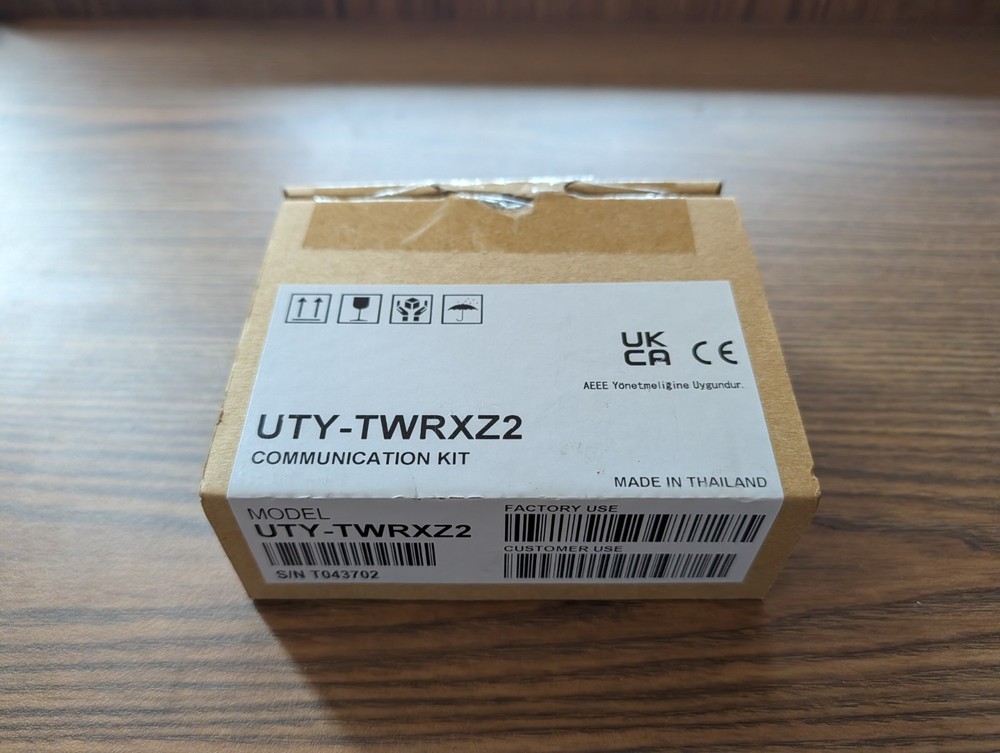 UK
CA CE
AEEE Yönetmeligine Uygundur.
UTY-TWRXZ2
COMMUNICATION KIT
MADE IN THAILAND
MODEL
UTY-TWRXZ2
S/N T043702
FACTORY USE
CUSTOMER USE